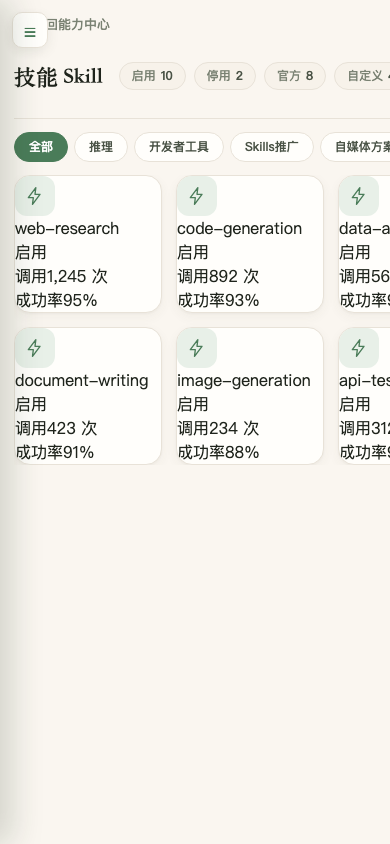 回能力中心
技能 Skill
启用 10
停用 2
官方 8
自定义
全部
推理
开发者工具
Skills推广
自媒体方案
web-research
启用
调用1,245 次
成功率95%
code-generation
启用
调用892 次
成功率93%
data-a
启用
调用56
成功率9
document-writing
启用
调用423 次
成功率91%
image-generation
启用
调用234 次
成功率88%
api-tes
启用
调用312
成功率9